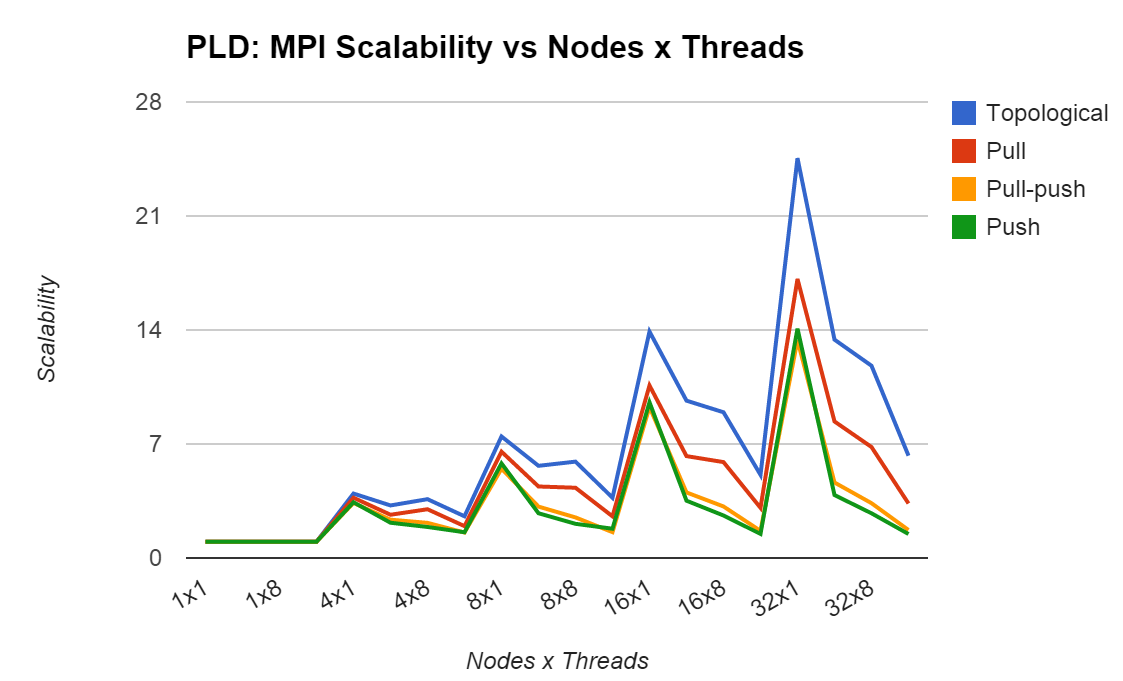 PLD: MPI Scalability vs Nodes x Threads
28
21
14
7
0
Scalability
1x1
1x8
4x1
4x8
8x1
8x8
16x1
16x8
32x1
32x8
Nodes x Threads
Topological
Pull
Pull-push
Push